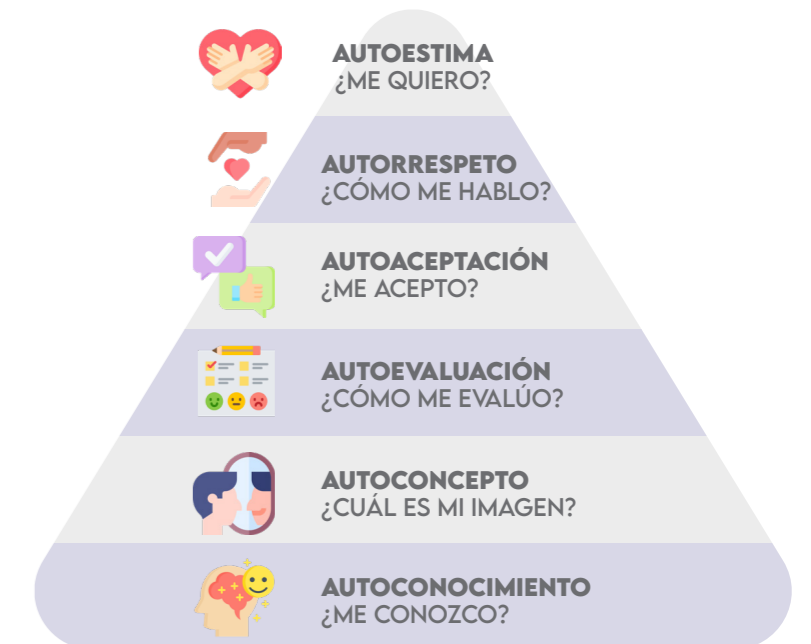 AUTOESTIMA
¿ME QUIERO?
AUTORRESPETO
¿CÓMO ME HABLO?
AUTOACEPTACIÓN
¿ME ACEPTO?
AUTOEVALUACIÓN
¿CÓMO ME EVALÚO?
AUTOCONCEPTO
¿CUÁL ES MI IMAGEN?
AUTOCONOCIMIENTO
¿ME CONOZCO?